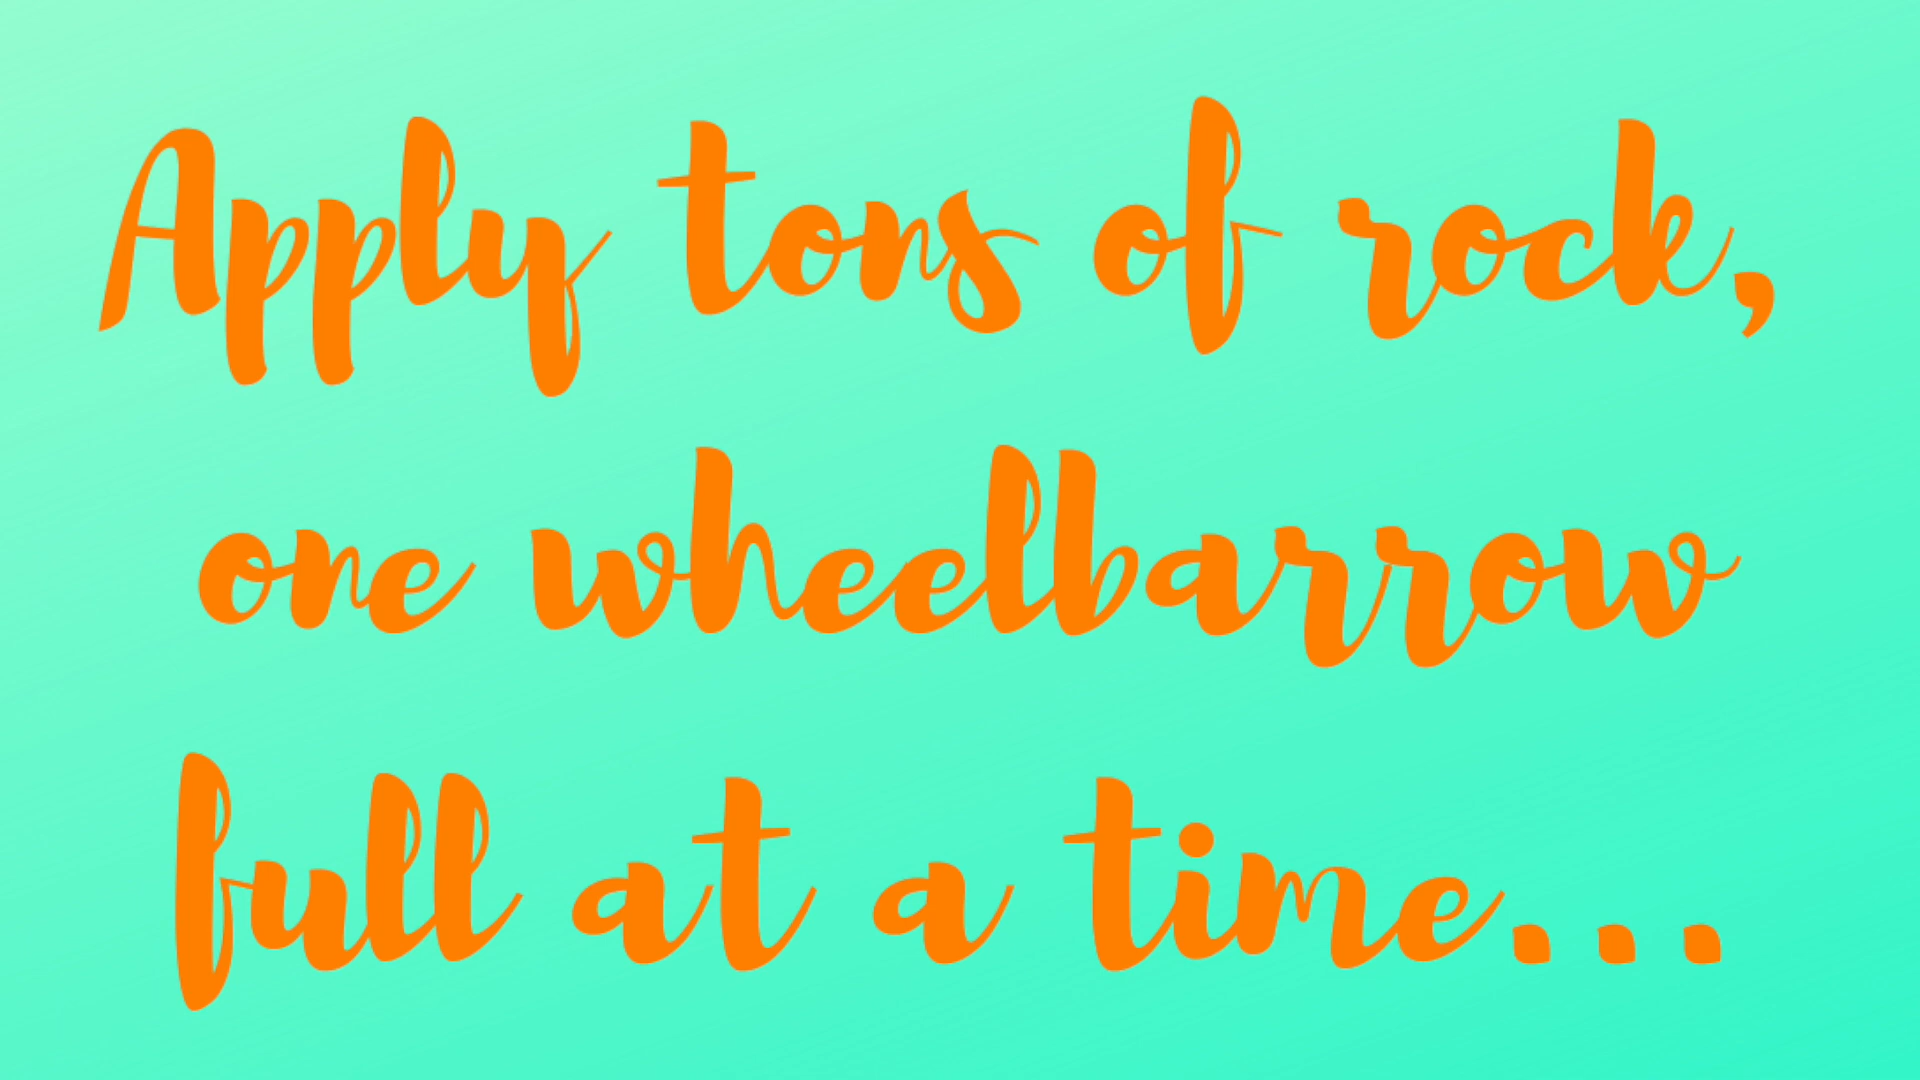 Apply tons of rock,
one wheelbarrow
full at a time...